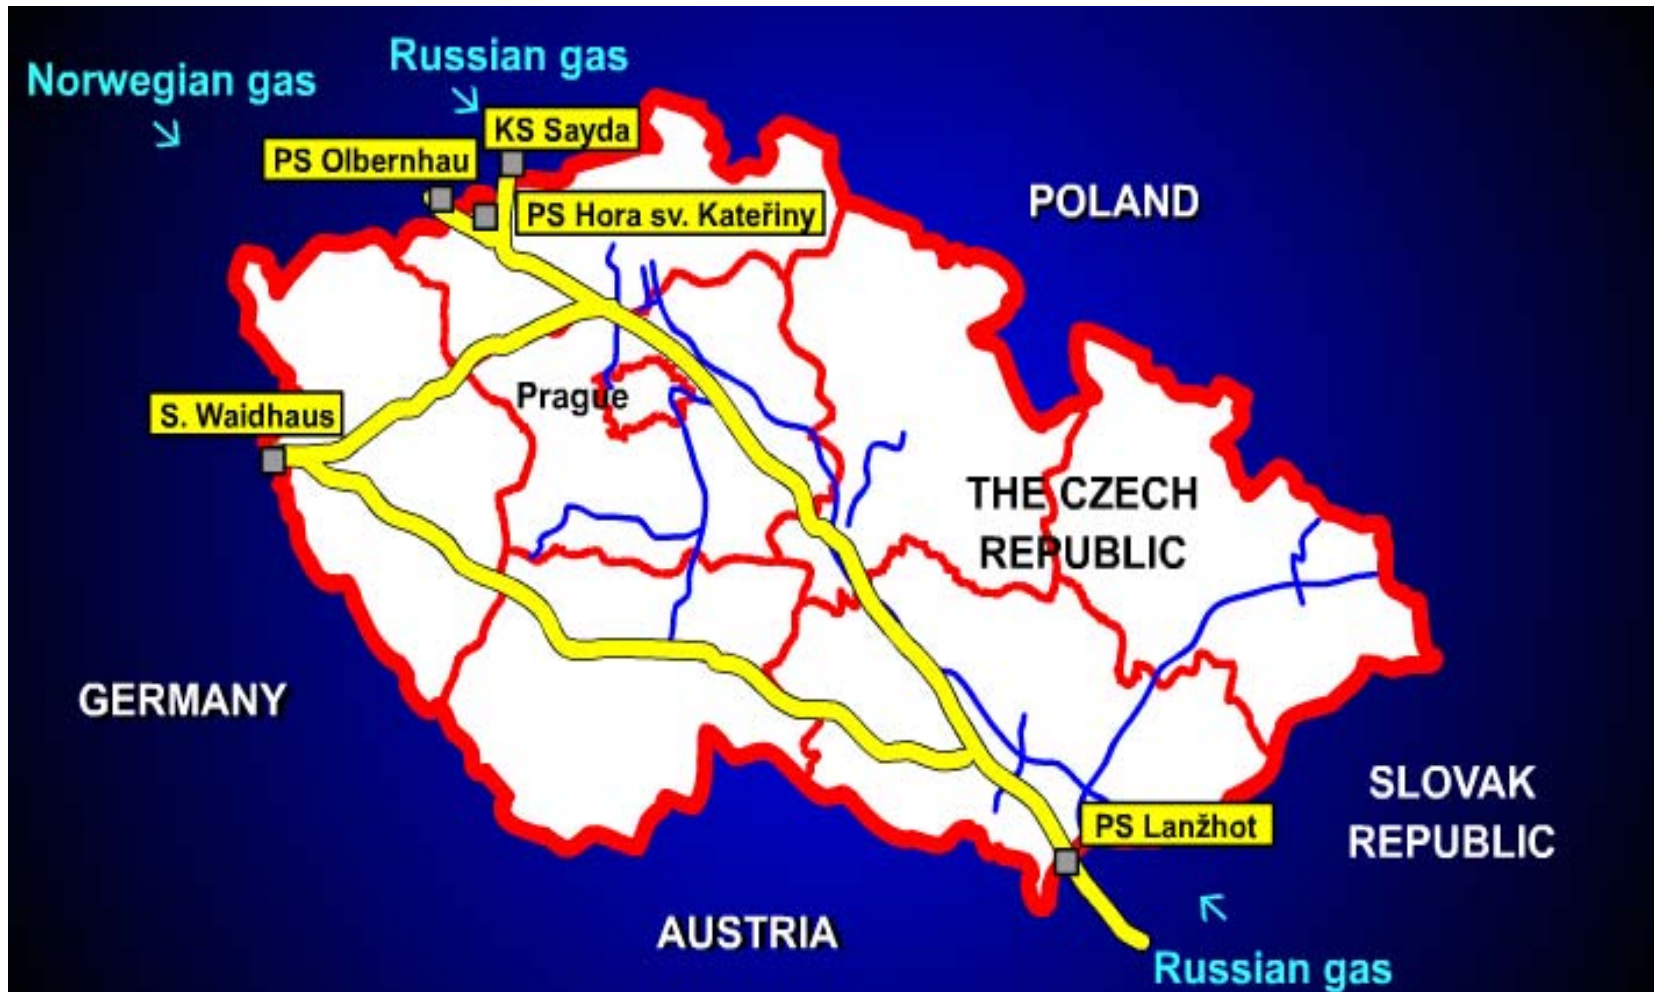 Russian gas
Norwegian gas
KS Sayda
PS Olbernhau
POLAND
PS Hora sv. Kateřiny
Prague
S. Waidhaus
THE CZECH
REPUBLIC
GERMANY
SLOVAK
REPUBLIC
PS Lanžhot
AUSTRIA
Russian gas